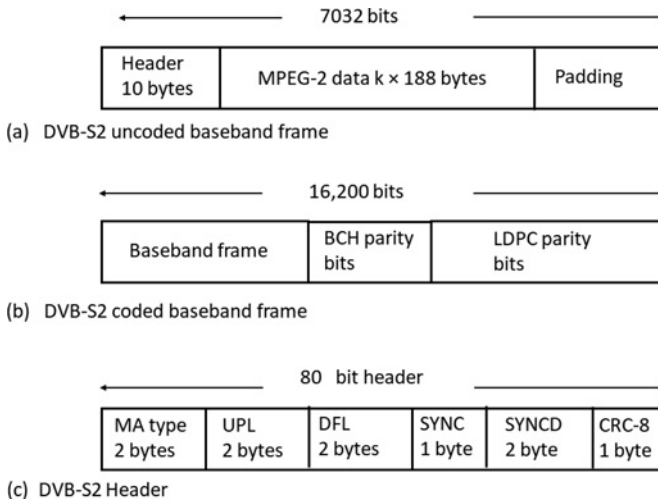 7032 bits
Header
10 bytes
MPEG-2 data k × 188 bytes
Padding
(a) DVB-S2 uncoded baseband frame
16,200 bits
Baseband frame
BCH parity
bits
LDPC parity
bits
(b) DVB-S2 coded baseband frame
80 bit header
MA type
2 bytes
UPL
2 bytes
DFL
2 bytes
SYNC
1 byte
SYNCD
2 byte
CRC-8
1 byte
(c) DVB-S2 Header